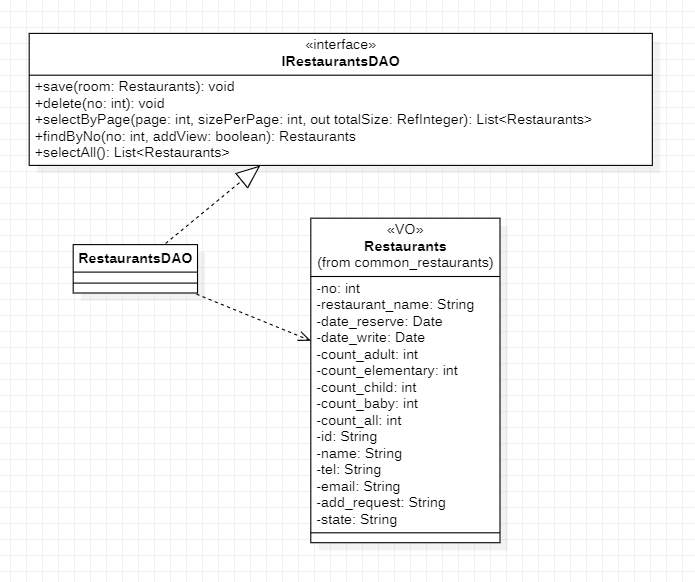 «interface»
IRestaurantsDAO
+save(room: Restaurants): void
+delete(no: int): void
+selectByPage(page: int, sizePerPage: int, out totalSize: RefInteger): List<Restaurants>
+findByNo(no: int, addView: boolean): Restaurants
+selectAll(): List<Restaurants>
RestaurantsDAO
«VO»
Restaurants
(from common_restaurants)
-no: int
-restaurant_name: String
-date_reserve: Date
-date_write: Date
-count_adult: int
-count_elementary: int
-count_child: int
-count_baby: int
-count_all: int
-id: String
-name: String
-tel: String
-email: String
-add_request: String
-state: String